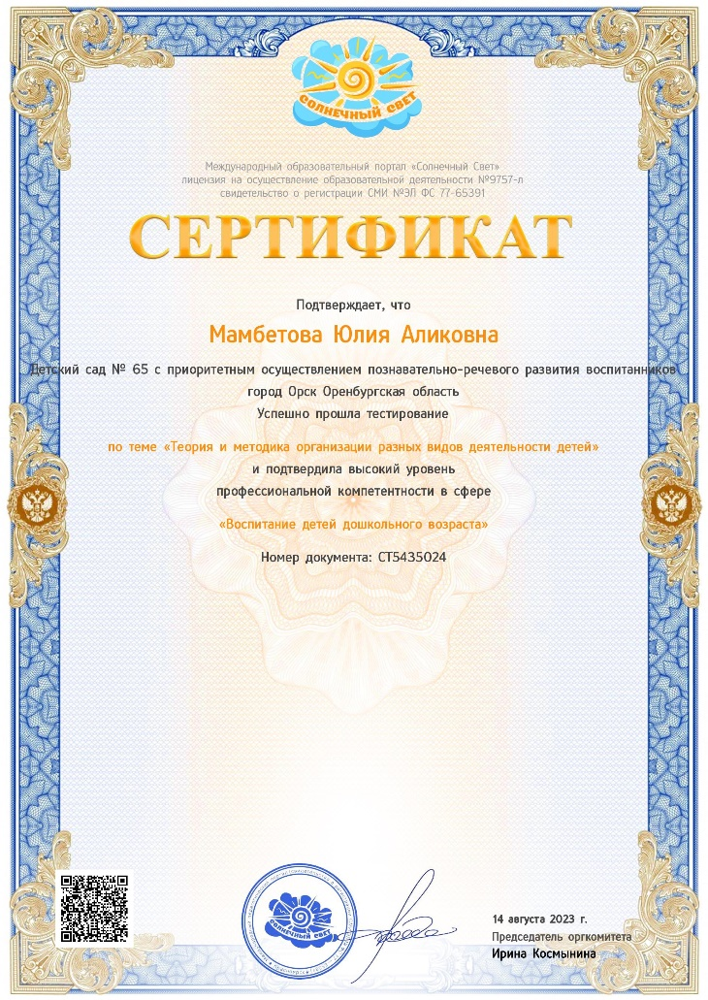 СОЛНЕЧНЫЙ СВЕТ
Международный образовательный портал «Солнечный Свет»
лицензия на осуществление образовательной деятельности №9757-л
свидетельство о регистрации СМИ №ЭЛ ФС 77-65391
СЕРТИФИКАТ
Подтверждает, что
Мамбетова Юлия Аликовна
Детский сад № 65 с приоритетным осуществлением познавательно-речевого развития воспитанников
город Орск Оренбургская область
Успешно прошла тестирование
по теме «Теория и методика организации разных видов деятельности детей»
и подтвердила высокий уровень
профессиональной компетентности в сфере
«Воспитание детей дошкольного возраста»
Номер документа: СТ5435024
СОЛНЕЧНЫЙ СВЕТ
14 августа 2023 г.
Председатель оргкомитета
Ирина Космынина